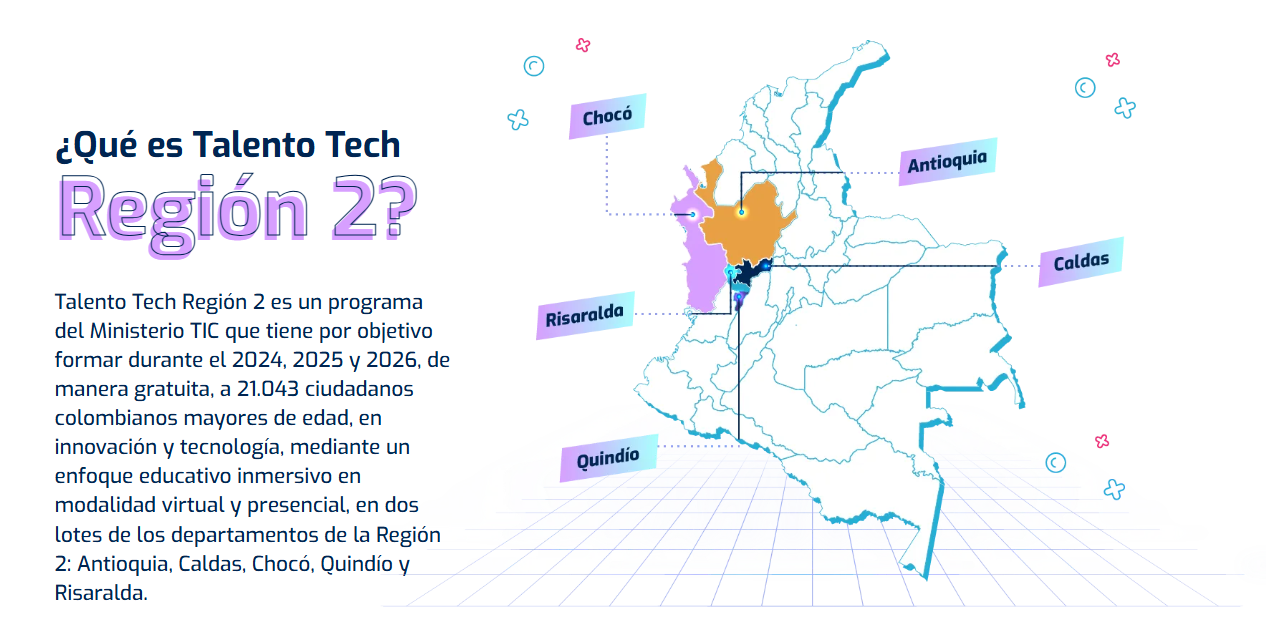 ¿Qué es Talento Tech
Región 2?
Talento Tech Región 2 es un programa
del Ministerio TIC que tiene por objetivo
formar durante el 2024, 2025 y 2026, de
manera gratuita, a 21.043 ciudadanos
colombianos mayores de edad, en
innovación y tecnología, mediante un
enfoque educativo inmersivo en
modalidad virtual y presencial, en dos
lotes de los departamentos de la Región
2: Antioquia, Caldas, Chocó, Quindío y
Risaralda.
Chocó
Antioquia
Caldas
Risaralda
Quindío